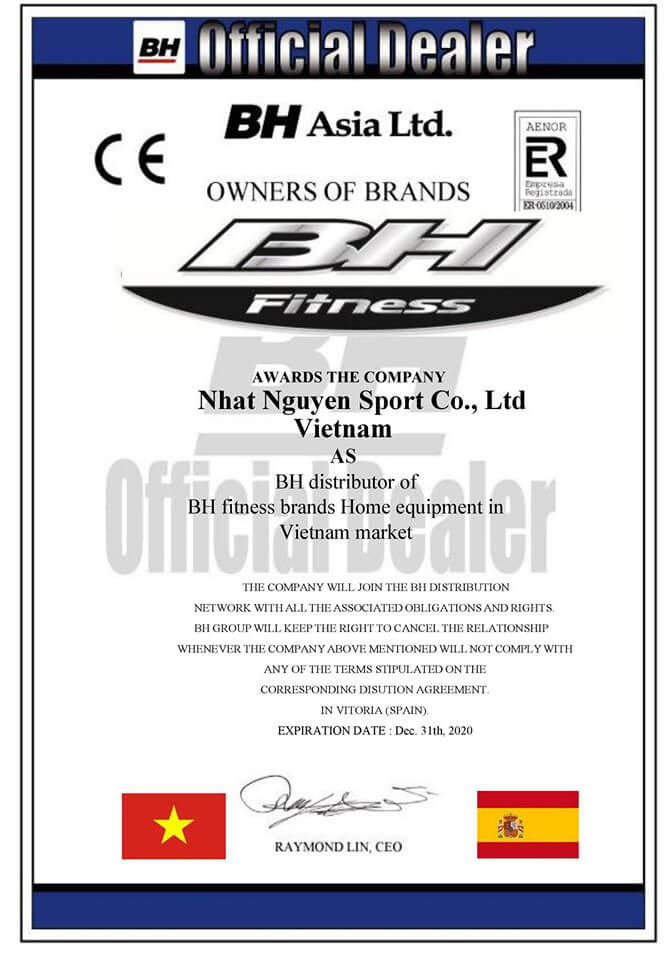 BH Official Dealer
BH Asia Ltd.
CE
AENOR
ER
Empresa
Registrada
ER-0510/2004
OWNERS OF BRANDS
BH
Fitness
BH
Official Dealer
AWARDS THE COMPANY
Nhat Nguyen Sport Co., Ltd
Vietnam
AS
BH distributor of
BH fitness brands Home equipment in
Vietnam market
THE COMPANY WILL JOIN THE BH DISTRIBUTION
NETWORK WITH ALL THE ASSOCIATED OBLIGATIONS AND RIGHTS.
BH GROUP WILL KEEP THE RIGHT TO CANCEL THE RELATIONSHIP
WHENEVER THE COMPANY ABOVE MENTIONED WILL NOT COMPLY WITH
ANY OF THE TERMS STIPULATED ON THE
CORRESPONDING DISUTION AGREEMENT.
IN VITORIA (SPAIN).
EXPIRATION DATE : Dec. 31th, 2020
RAYMOND LIN, CEO